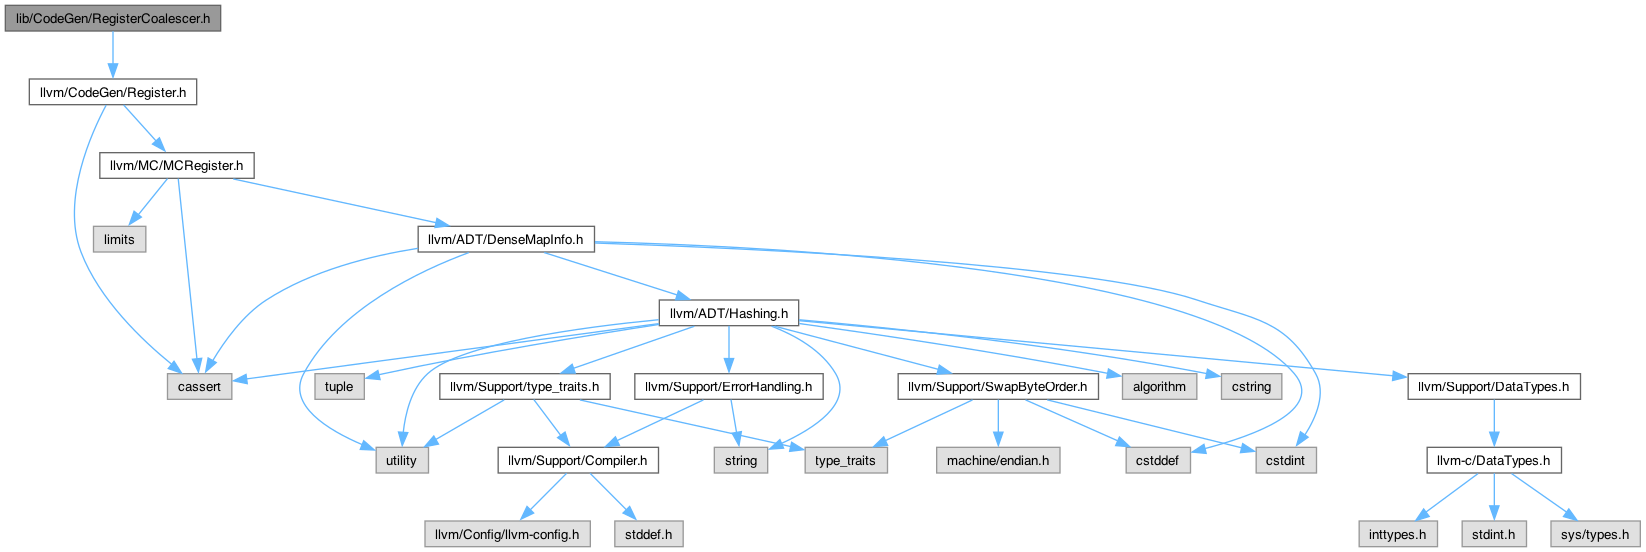 lib/CodeGen/RegisterCoalescer.h
llvm/CodeGen/Register.h
llvm/MC/MCRegister.h
limits
llvm/ADT/DenseMapInfo.h
llvm/ADT/Hashing.h
cassert
tuple
llvm/Support/type_traits.h
llvm/Support/ErrorHandling.h
llvm/Support/SwapByteOrder.h
algorithm
cstring
llvm/Support/DataTypes.h
utility
llvm/Support/Compiler.h
string
type_traits
machine/endian.h
cstddef
cstdint
llvm-c/DataTypes.h
llvm/Config/llvm-config.h
stddef.h
inttypes.h
stdint.h
sys/types.h